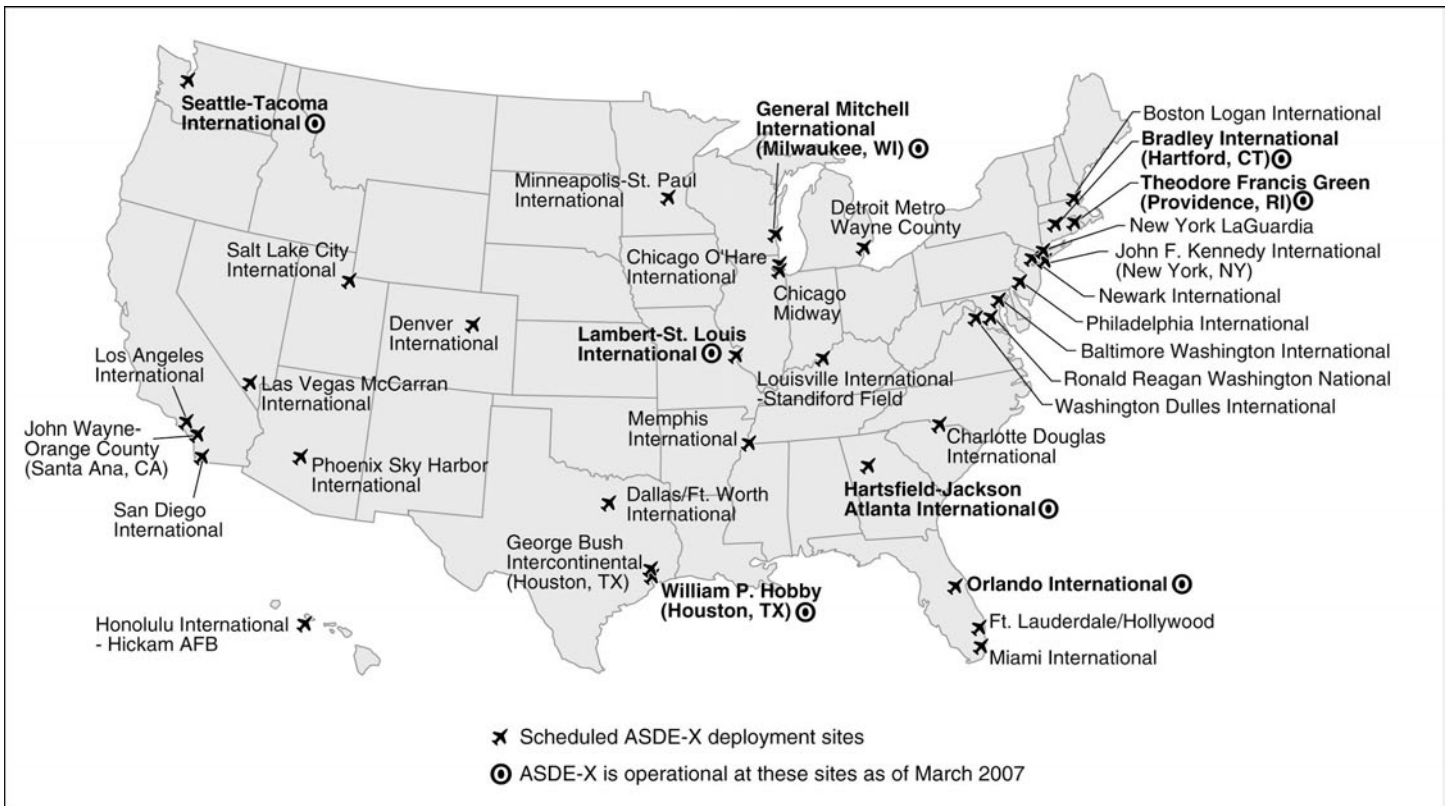 Seattle-Tacoma
International
General Mitchell
International
(Milwaukee, WI)
Boston Logan International
Bradley International
(Hartford, CT)
Theodore Francis Green
(Providence, RI)
New York LaGuardia
John F. Kennedy International
(New York, NY)
Newark International
Philadelphia International
Baltimore Washington International
Ronald Reagan Washington National
Washington Dulles International
Minneapolis-St. Paul
International
Detroit Metro
Wayne County
Salt Lake City
International
Chicago O'Hare
International
Chicago
Midway
Denver
International
Lambert-St. Louis
International
Los Angeles
International
Las Vegas McCarran
International
Louisville International
-Standiford Field
Memphis
International
Charlotte Douglas
International
John Wayne-
Orange County
(Santa Ana, CA)
Phoenix Sky Harbor
International
San Diego
International
Dallas/Ft. Worth
International
Hartsfield-Jackson
Atlanta International
George Bush
Intercontinental
(Houston, TX)
William P. Hobby
(Houston, TX)
Orlando International
Ft. Lauderdale/Hollywood
Miami International
Honolulu International
- Hickam AFB
Scheduled ASDE-X deployment sites
ASDE-X is operational at these sites as of March 2007